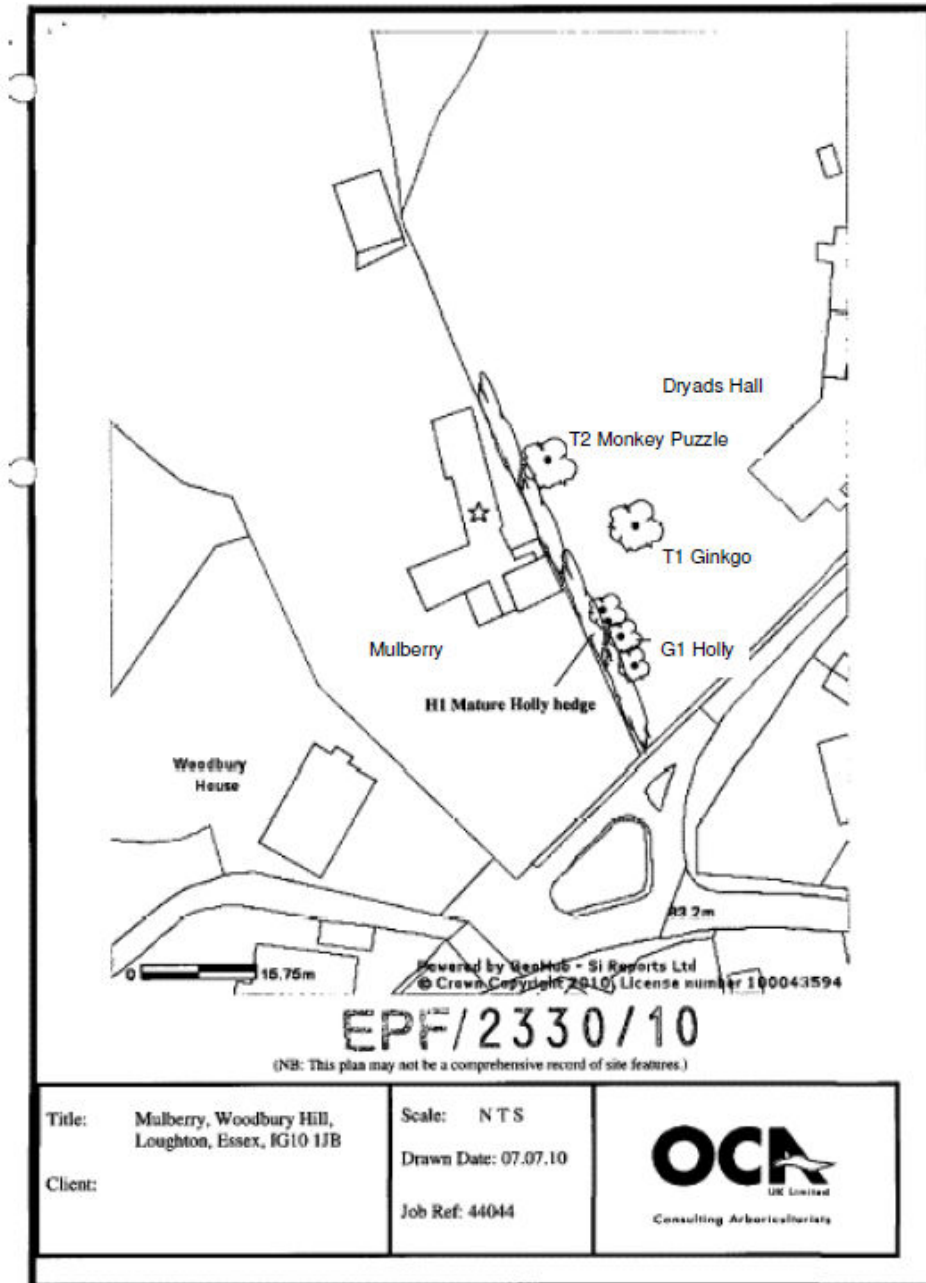 Dryads Hall
T2 Monkey Puzzle
T1 Ginkgo
Mulberry
G1 Holly
H1 Mature Holly hedge
Woodbury
House
83.2m
0 15.75m
Powered by GeoHub - Si Reports Ltd
© Crown Copyright 2010, License number 100043594
EPF/2330/10
(NB: This plan may not be a comprehensive record of site features.)
Title: Mulberry, Woodbury Hill,
Loughton, Essex, IG10 1JB
Client:
Scale: N T S
Drawn Date: 07.07.10
Job Ref: 44044
OCA
UK Limited
Consulting Arboriculturists